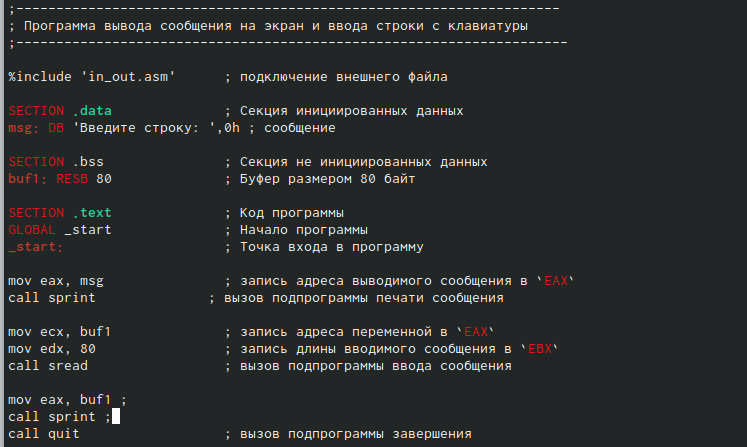 ;--------------------------------------------------------------------
; Программа вывода сообщения на экран и ввода строки с клавиатуры
;---------------------------------------------------------------------
%include 'in_out.asm' ; подключение внешнего файла
SECTION .data ; Секция инициированных данных
msg: DB 'Введите строку: ',0h ; сообщение
SECTION .bss ; Секция не инициированных данных
buf1: RESB 80 ; Буфер размером 80 байт
SECTION .text ; Код программы
GLOBAL _start ; Начало программы
_start: ; Точка входа в программу
mov eax, msg ; запись адреса выводимого сообщения в `EAX`
call sprint ; вызов подпрограммы печати сообщения
mov ecx, buf1 ; запись адреса переменной в `EAX`
mov edx, 80 ; запись длины вводимого сообщения в `EBX`
call sread ; вызов подпрограммы ввода сообщения
mov eax, buf1 ;
call sprint ;
call quit ; вызов подпрограммы завершения